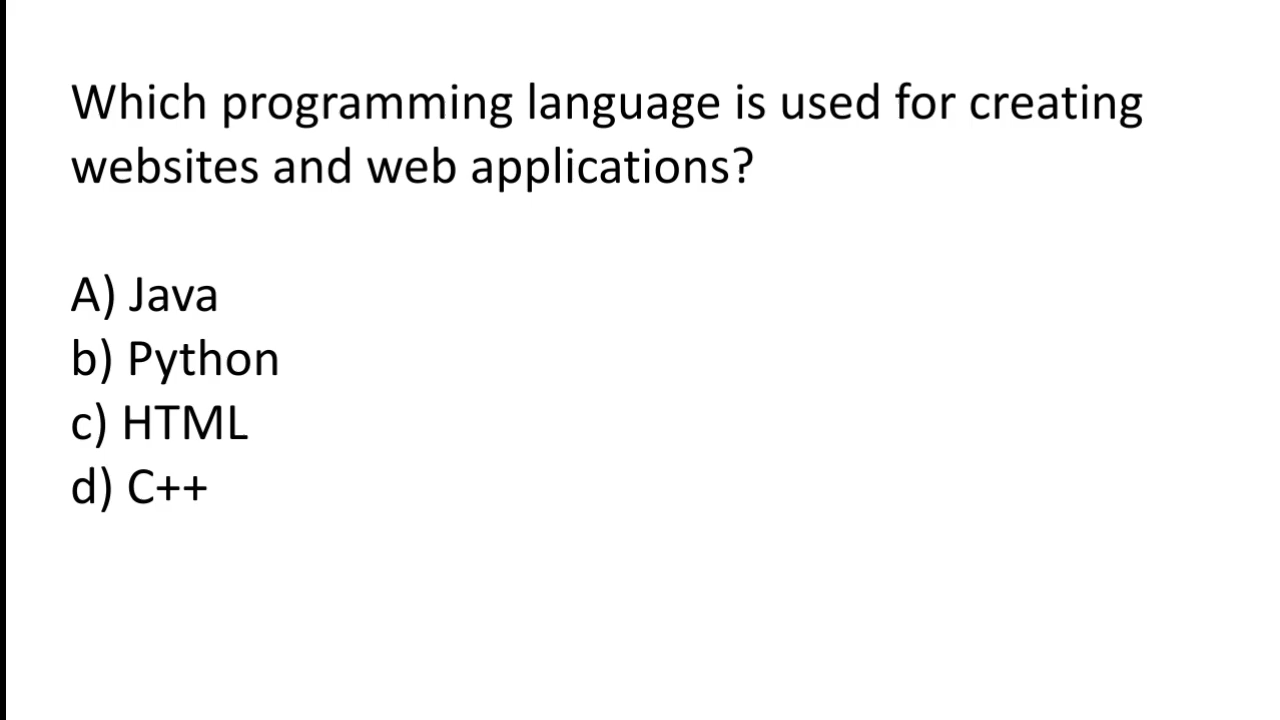 Which programming language is used for creating
websites and web applications?
A) Java
b) Python
c) HTML
d) C++